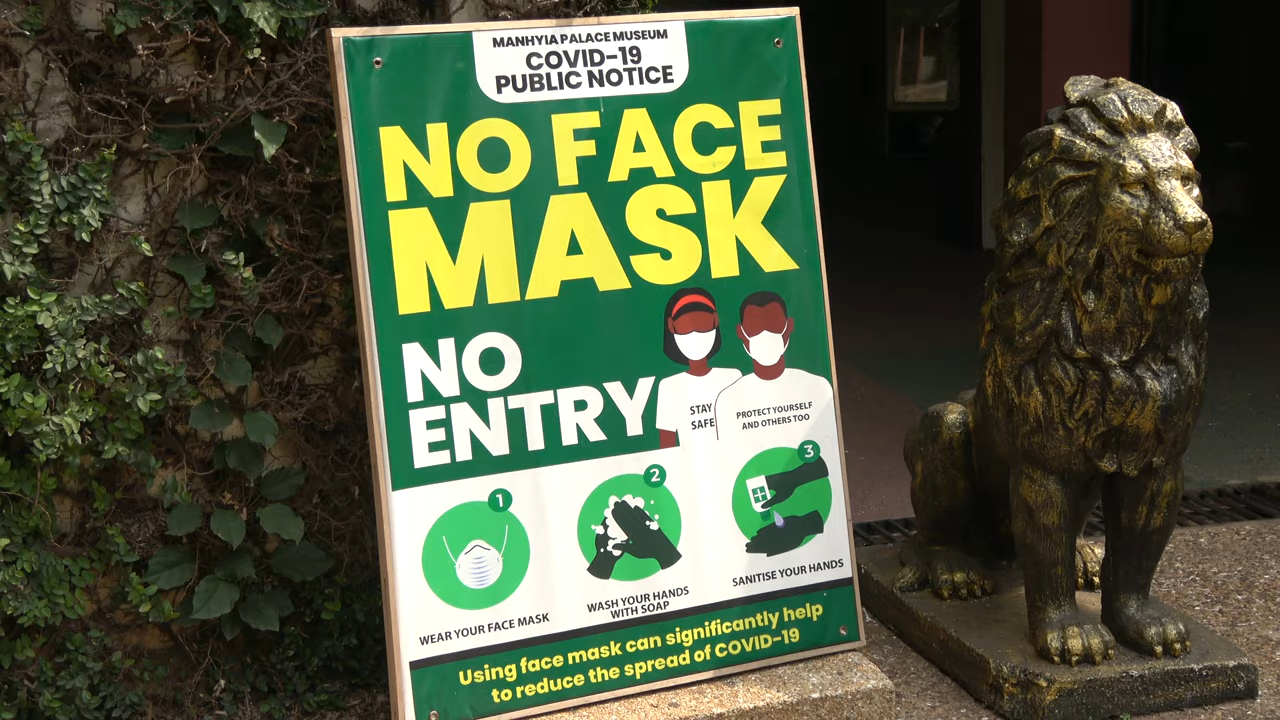 MANHYIA PALACE MUSEUM
COVID-19
PUBLIC NOTICE
NO FACE
MASK
NO
ENTRY
STAY
SAFE
PROTECT YOURSELF
AND OTHERS TOO
1
WEAR YOUR FACE MASK
2
WASH YOUR HANDS
WITH SOAP
3
SANITISE YOUR HANDS
Using face mask can significantly help
to reduce the spread of COVID-19